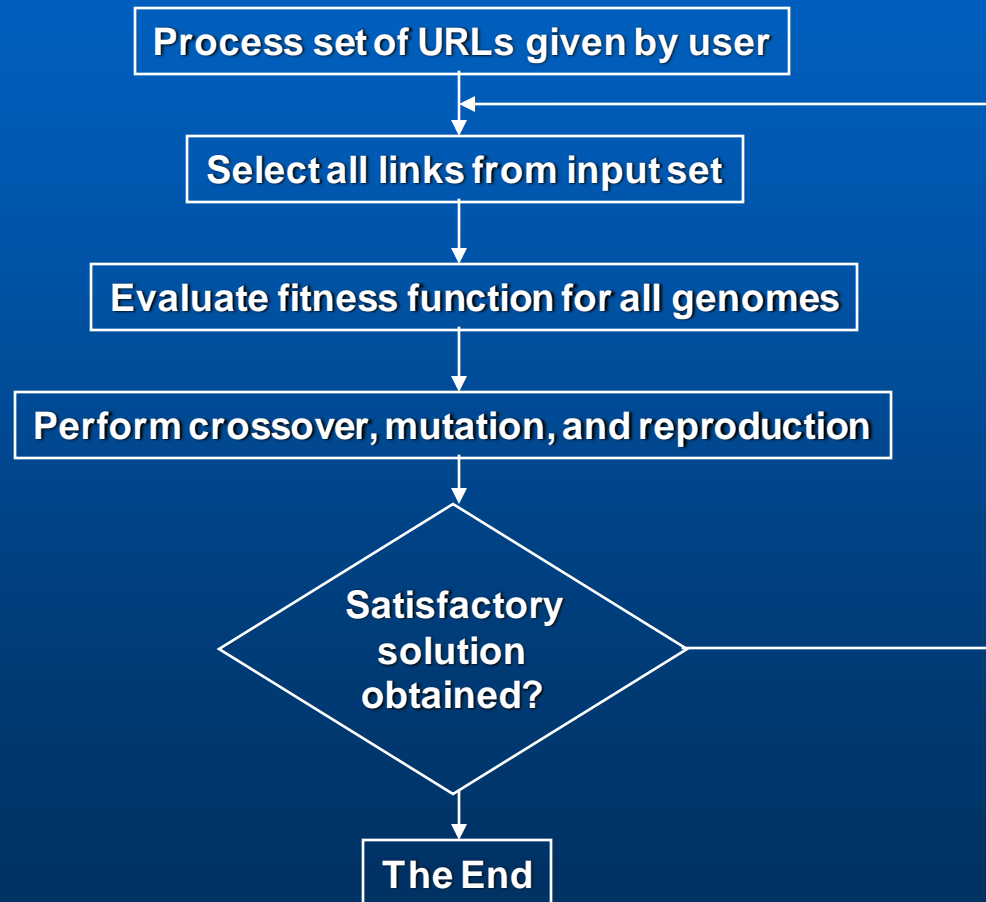 Process set of URLs given by user
Select all links from input set
Evaluate fitness function for all genomes
Perform crossover, mutation, and reproduction
Satisfactory
solution
obtained?
The End